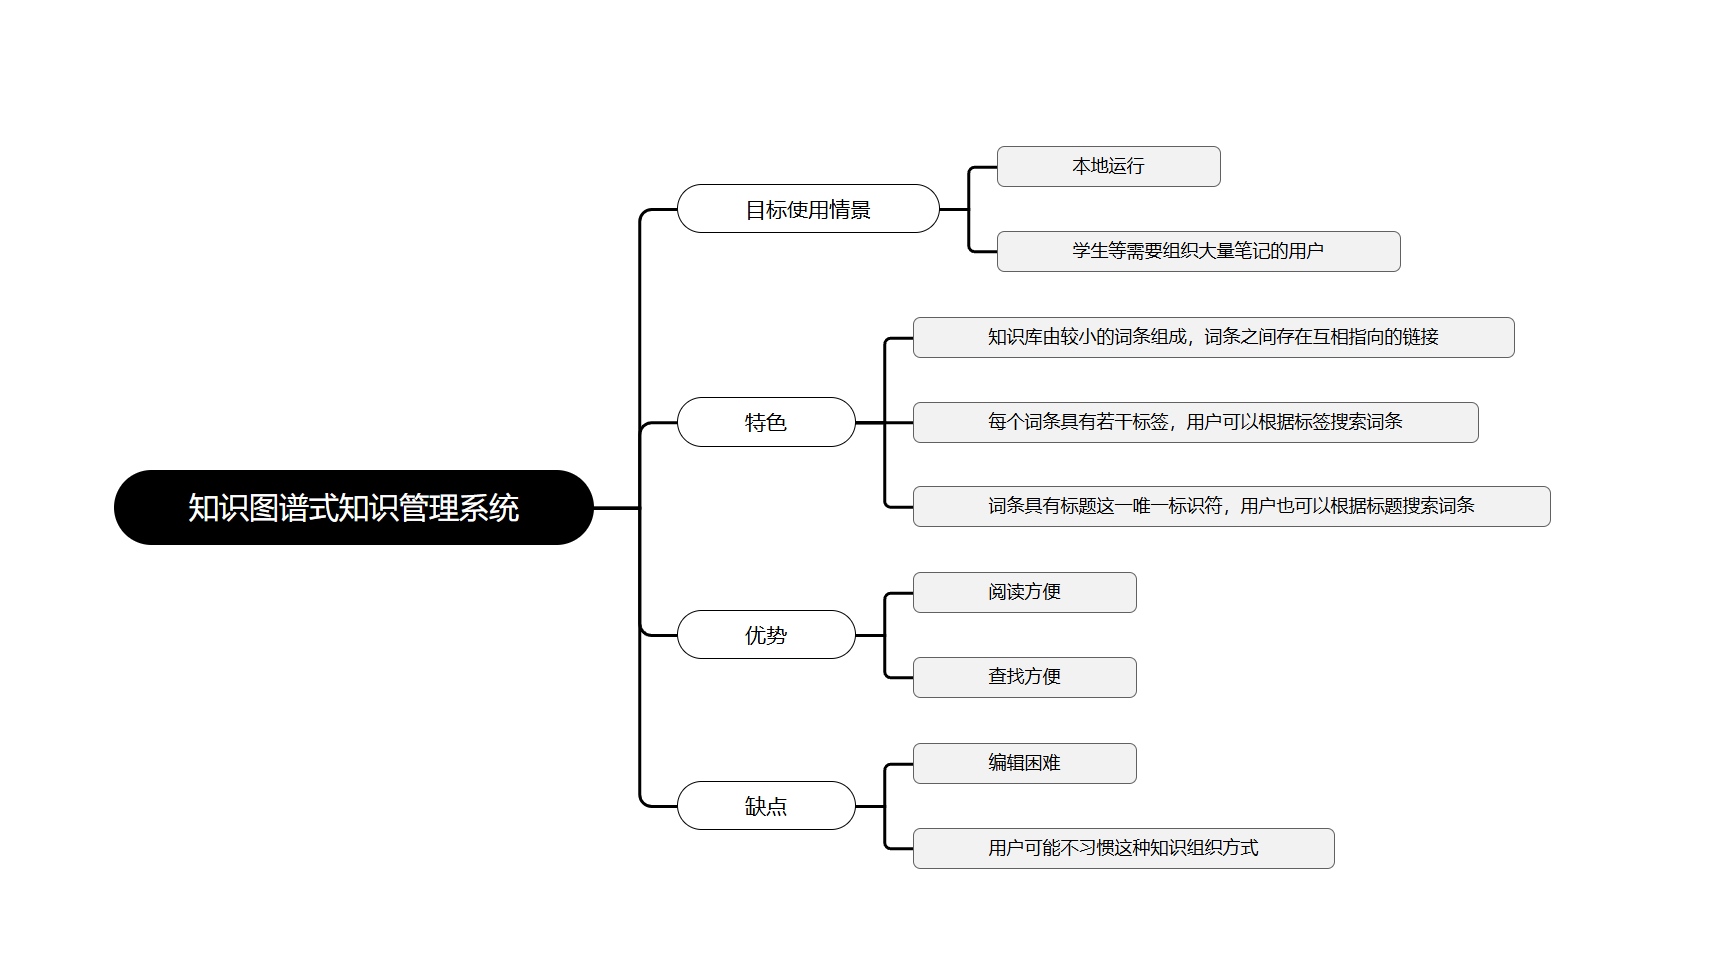 知识图谱式知识管理系统
目标使用情景
本地运行
学生等需要组织大量笔记的用户
特色
知识库由较小的词条组成，词条之间存在互相指向的链接
每个词条具有若干标签，用户可以根据标签搜索词条
词条具有标题这一唯一标识符，用户也可以根据标题搜索词条
优势
阅读方便
查找方便
缺点
编辑困难
用户可能不习惯这种知识组织方式